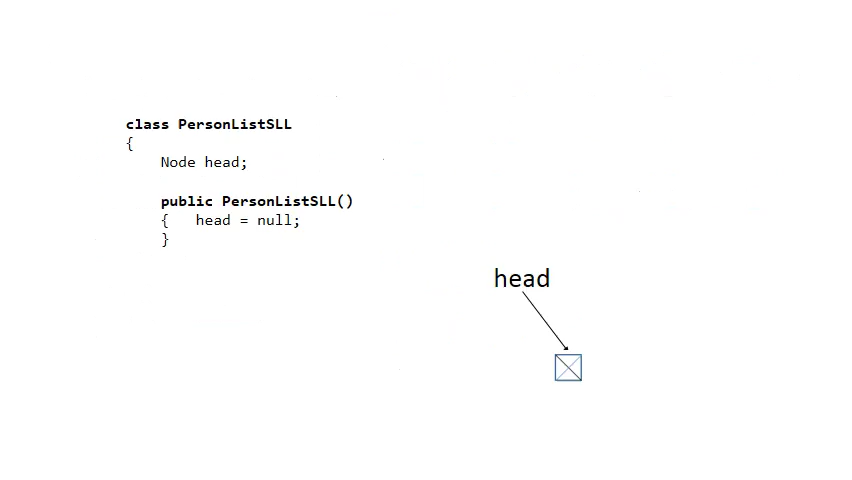 class PersonListSLL
{
    Node head;
    public PersonListSLL()
    {   head = null;
    }
head